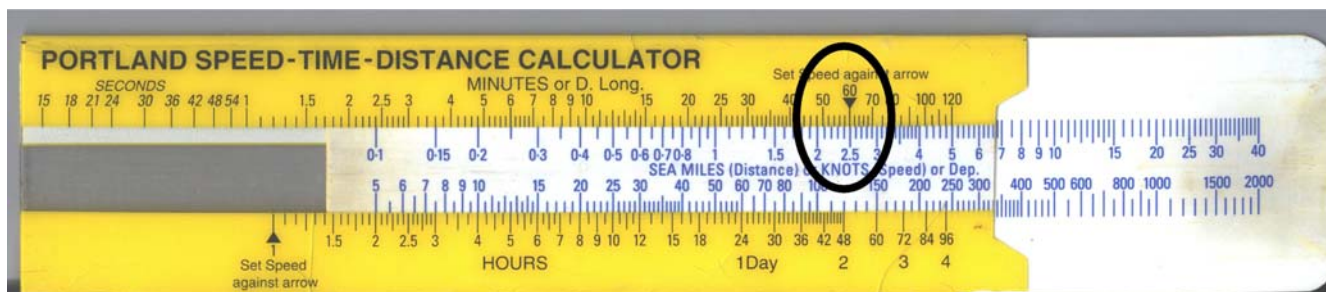 PORTLAND SPEED-TIME-DISTANCE CALCULATOR
SECONDS
MINUTES or D. Long.
Set Speed against arrow
60
15 18 21 24 30 36 42 48 54 1 1.5 2 2.5 3 4 5 6 7 8 9 10 15 20 25 30 40 50 70 80 100 120
0·1 0·15 0·2 0·3 0·4 0·5 0·6 0·7 0·8 1 1.5 2 2.5 3 4 5 6 7 8 9 10 15 20 25 30 40
SEA MILES (Distance) or KNOTS (Speed) or Dep.
5 6 7 8 9 10 15 20 30 40 50 60 70 80 100 150 200 250 300 400 500 600 800 1000 1500 2000
1 1.5 2 2.5 3 4 5 6 7 8 9 10 12 15 18 24 30 36 42 48 60 72 84 96
Set Speed
against arrow
HOURS
1Day 2 3 4